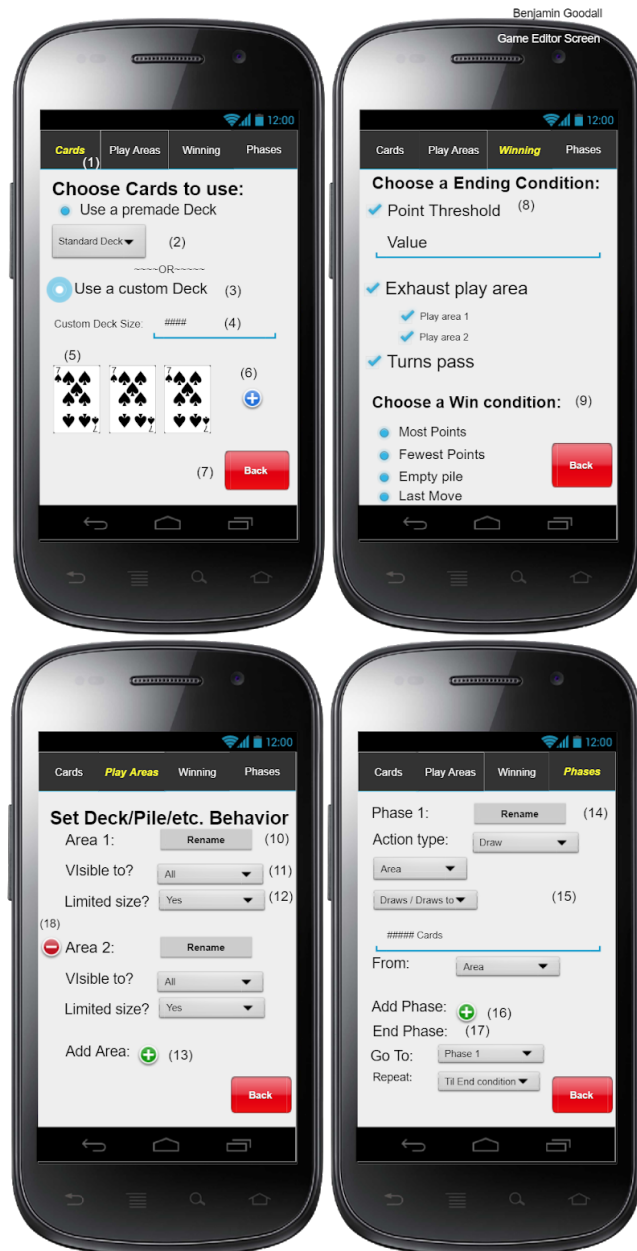 Benjamin Goodall
Game Editor Screen
12:00
Cards Play Areas Winning Phases
(1)
Choose Cards to use:
Use a premade Deck
Standard Deck (2)
~~~~OR~~~~~
Use a custom Deck (3)
Custom Deck Size: #### (4)
(5)
7 7 7
(6)
7 7 7
(7) Back
12:00
Cards Play Areas Winning Phases
Choose a Ending Condition:
Point Threshold (8)
Value
Exhaust play area
Play area 1
Play area 2
Turns pass
Choose a Win condition: (9)
Most Points
Fewest Points
Empty pile
Last Move
Back
12:00
Cards Play Areas Winning Phases
Set Deck/Pile/etc. Behavior
Area 1: Rename (10)
VIsible to? All (11)
Limited size? Yes (12)
(18)
Area 2: Rename
VIsible to? All
Limited size? Yes
Add Area: (13)
Back
12:00
Cards Play Areas Winning Phases
Phase 1: Rename (14)
Action type: Draw
Area
Draws / Draws to (15)
##### Cards
From: Area
Add Phase: (16)
End Phase: (17)
Go To: Phase 1
Repeat: Til End condition
Back